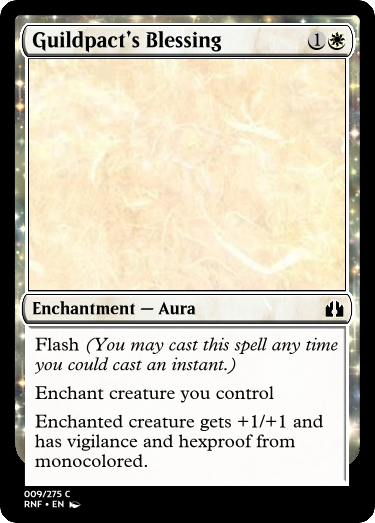 Guildpact's Blessing 1
Enchantment — Aura
Flash (You may cast this spell any time
you could cast an instant.)
Enchant creature you control
Enchanted creature gets +1/+1 and
has vigilance and hexproof from
monocolored.
009/275 C
RNF • EN